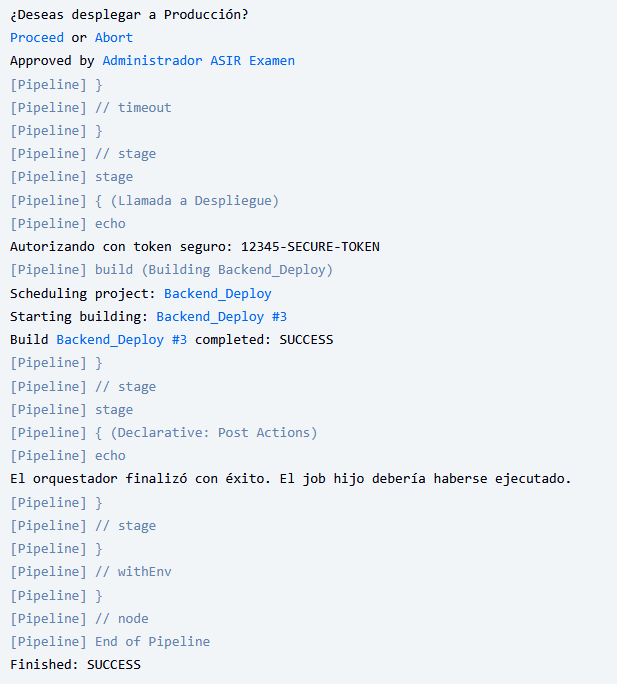 ¿Deseas desplegar a Producción?
Proceed or Abort
Approved by Administrador ASIR Examen
[Pipeline] }
[Pipeline] // timeout
[Pipeline] }
[Pipeline] // stage
[Pipeline] stage
[Pipeline] { (Llamada a Despliegue)
[Pipeline] echo
Autorizando con token seguro: 12345-SECURE-TOKEN
[Pipeline] build (Building Backend_Deploy)
Scheduling project: Backend_Deploy
Starting building: Backend_Deploy #3
Build Backend_Deploy #3 completed: SUCCESS
[Pipeline] }
[Pipeline] // stage
[Pipeline] stage
[Pipeline] { (Declarative: Post Actions)
[Pipeline] echo
El orquestador finalizó con éxito. El job hijo debería haberse ejecutado.
[Pipeline] }
[Pipeline] // stage
[Pipeline] }
[Pipeline] // withEnv
[Pipeline] }
[Pipeline] // node
[Pipeline] End of Pipeline
Finished: SUCCESS